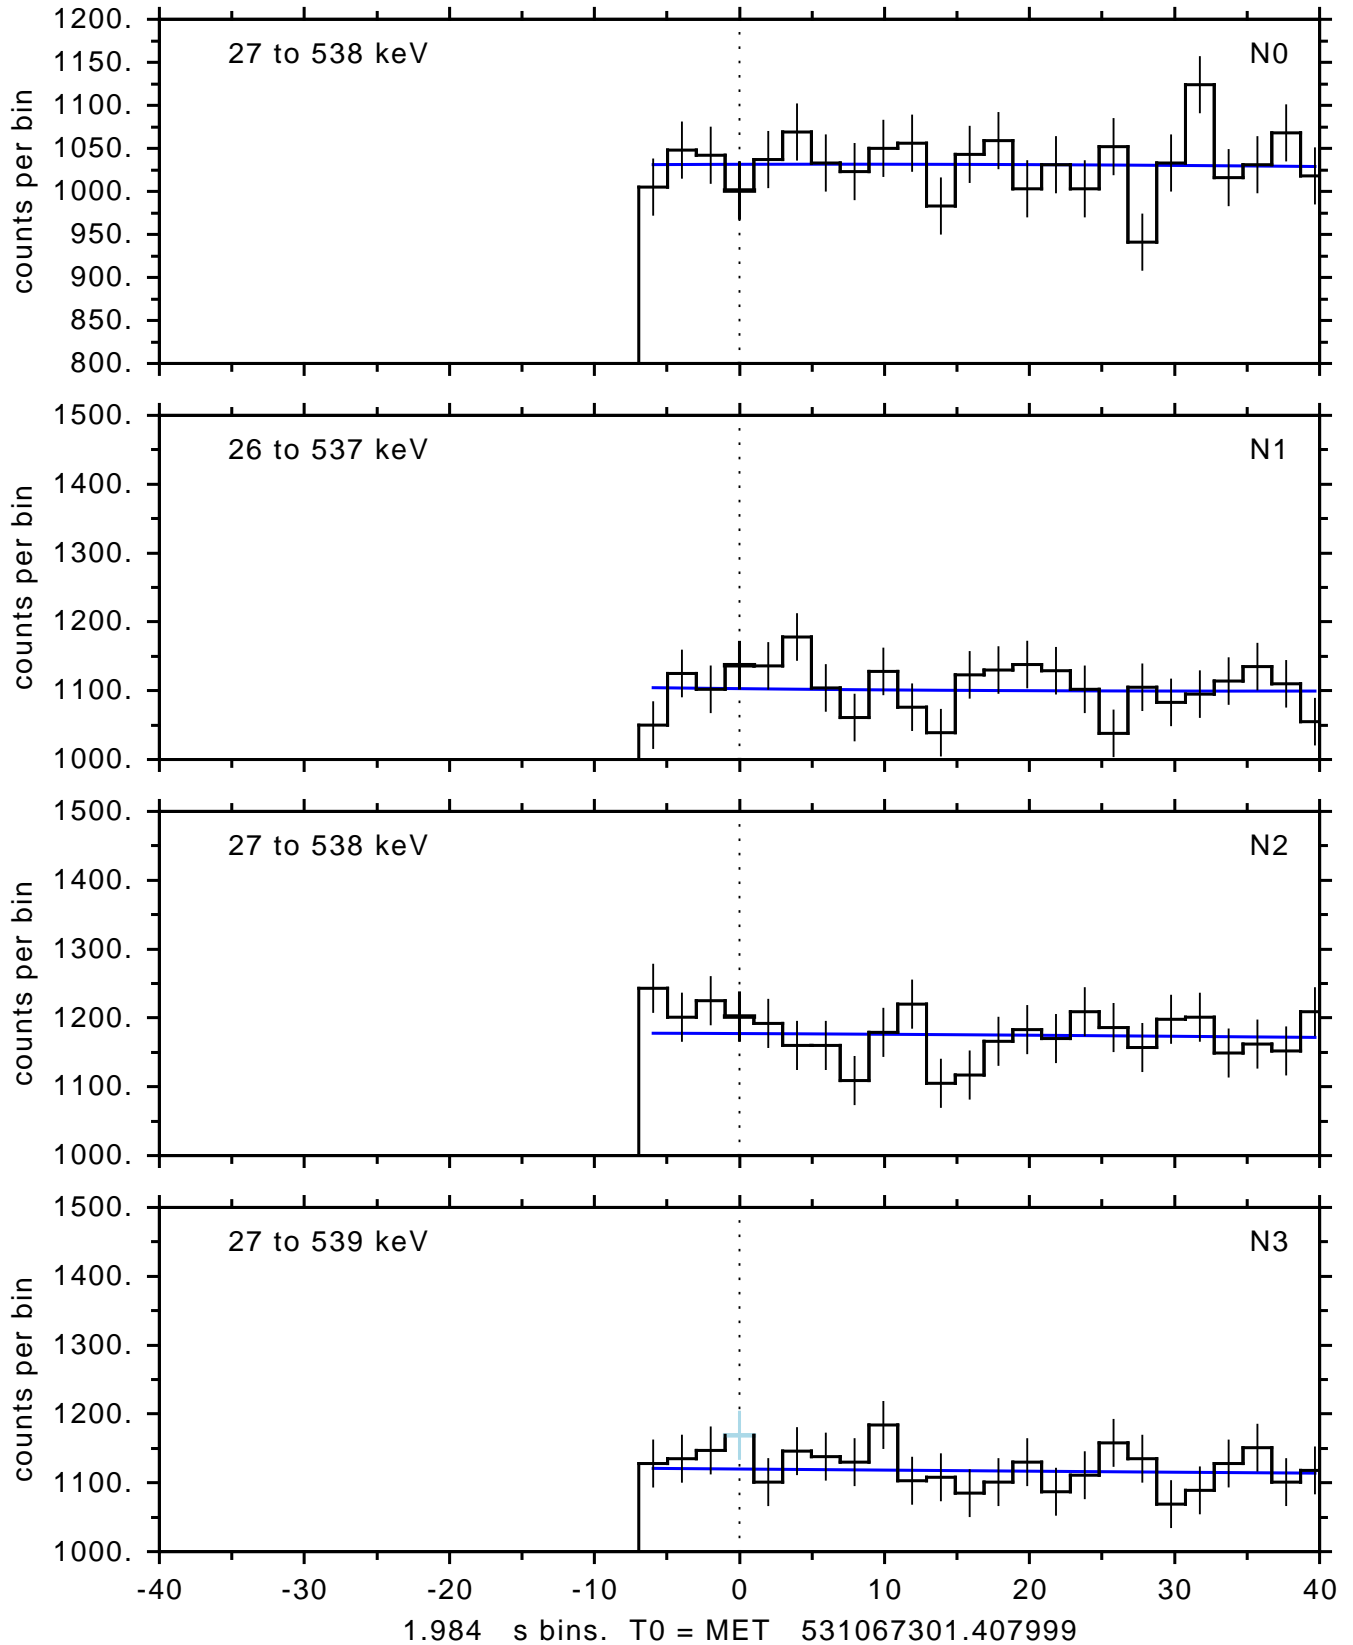 1200.
27 to 538 keV N0
1150.
1100.
1050.
1000.
950.
900.
850.
800.
counts per bin
1500.
26 to 537 keV N1
1400.
1300.
1200.
1100.
1000.
counts per bin
1500.
27 to 538 keV N2
1400.
1300.
1200.
1100.
1000.
counts per bin
1500.
27 to 539 keV N3
1400.
1300.
1200.
1100.
1000.
counts per bin
-40 -30 -20 -10 0 10 20 30 40
1.984 s bins. T0 = MET 531067301.407999